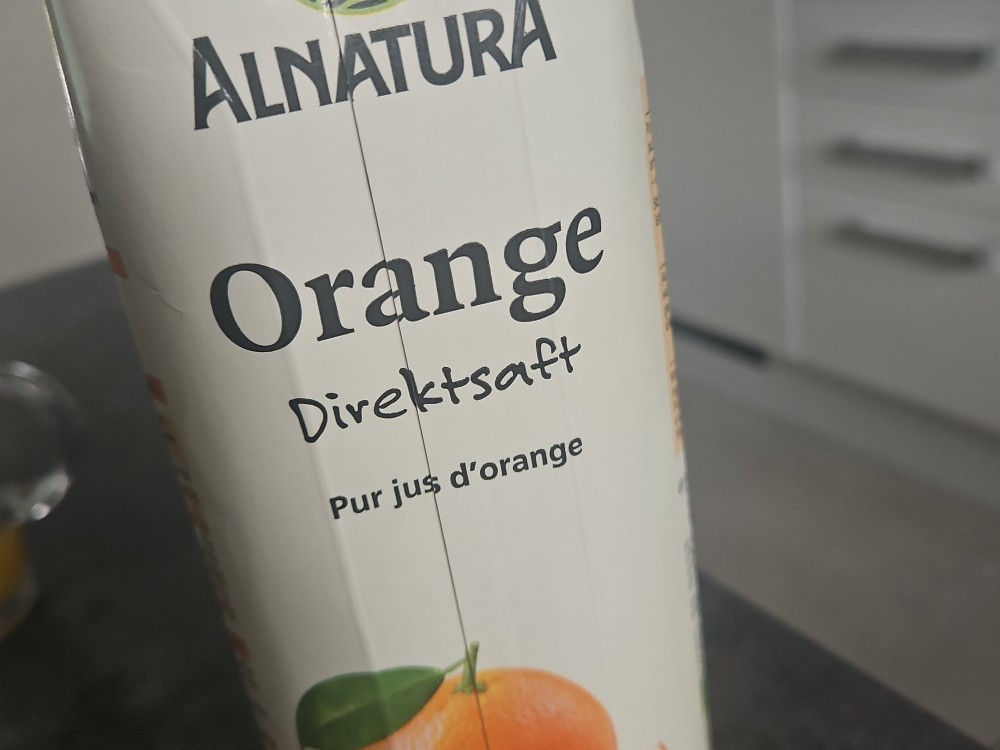 ALNATURA
Orange
Direktsaft
Pur jus d'orange